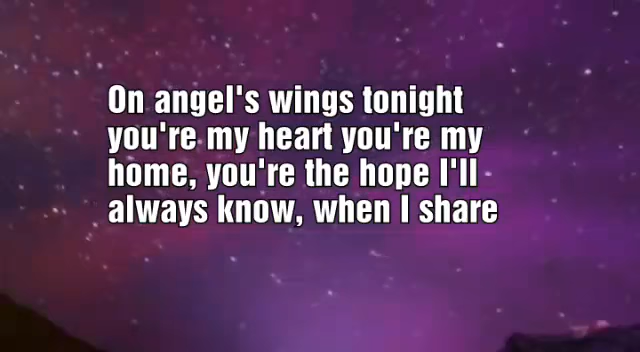 On angel's wings tonight
you're my heart you're my
home, you're the hope I'll
always know, when I share